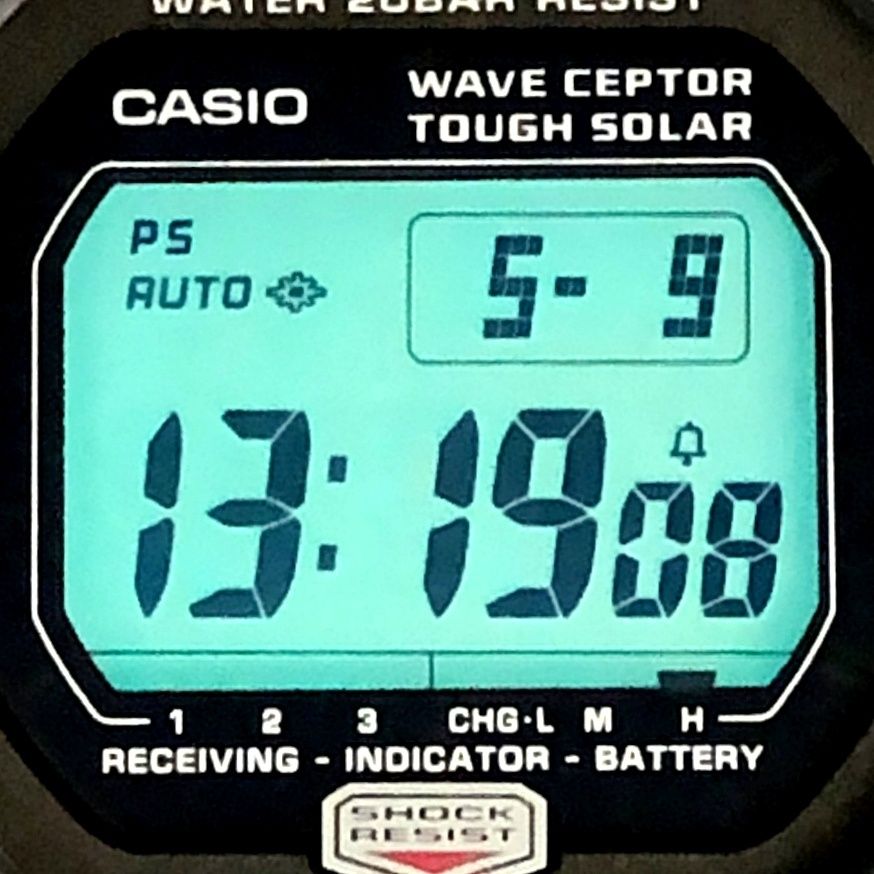 WATER 20BAR RESIST
CASIO
WAVE CEPTOR
TOUGH SOLAR
PS
AUTO
5- 9
13:19 08
1 2 3 CHG·L M H
RECEIVING - INDICATOR - BATTERY
SHOCK
RESIST